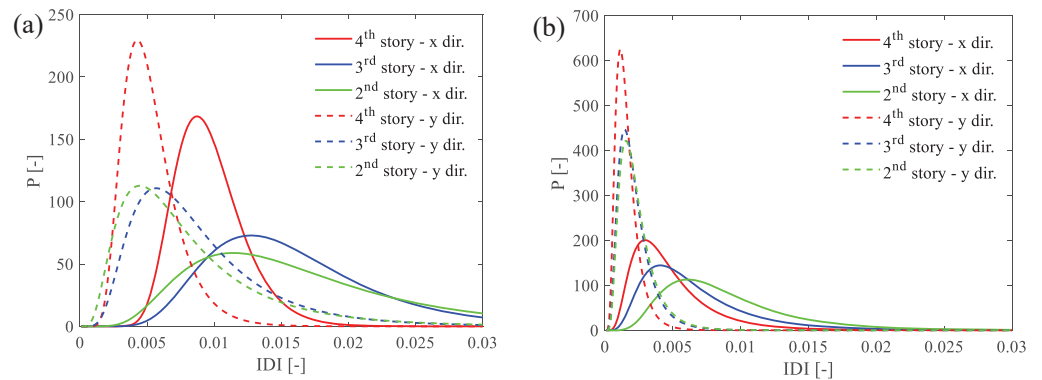 (a)
250
200
150
100
50
0
P [-]
0 0.005 0.01 0.015 0.02 0.025 0.03
IDI [-]
4th story - x dir.
3rd story - x dir.
2nd story - x dir.
4th story - y dir.
3rd story - y dir.
2nd story - y dir.
(b)
700
600
500
400
300
200
100
0
P [-]
0 0.005 0.01 0.015 0.02 0.025 0.03
IDI [-]
4th story - x dir.
3rd story - x dir.
2nd story - x dir.
4th story - y dir.
3rd story - y dir.
2nd story - y dir.